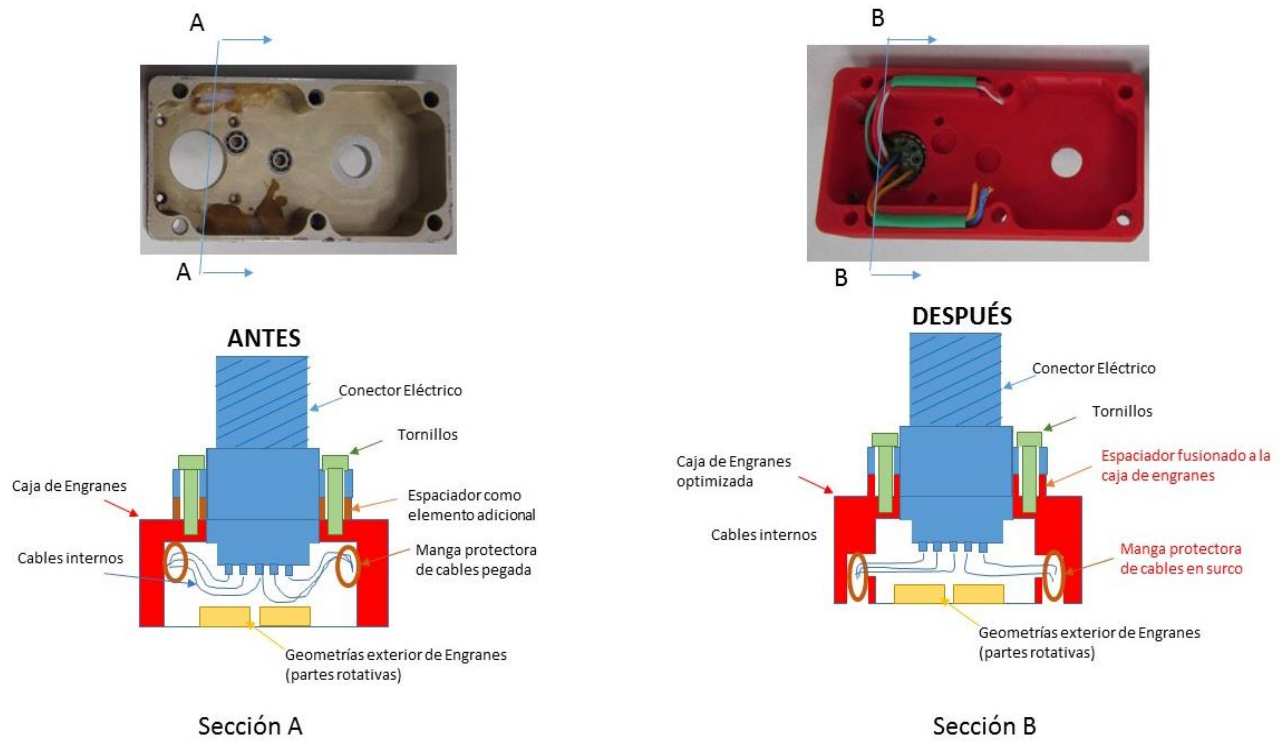 A
A
B
B
ANTES
Conector Eléctrico
Tornillos
Caja de Engranes
Espaciador como
elemento adicional
Cables internos
Manga protectora
de cables pegada
Geometrías exterior de Engranes
(partes rotativas)
Sección A
DESPUÉS
Conector Eléctrico
Tornillos
Caja de Engranes
optimizada
Espaciador fusionado a la
caja de engranes
Cables internos
Manga protectora
de cables en surco
Geometrías exterior de Engranes
(partes rotativas)
Sección B